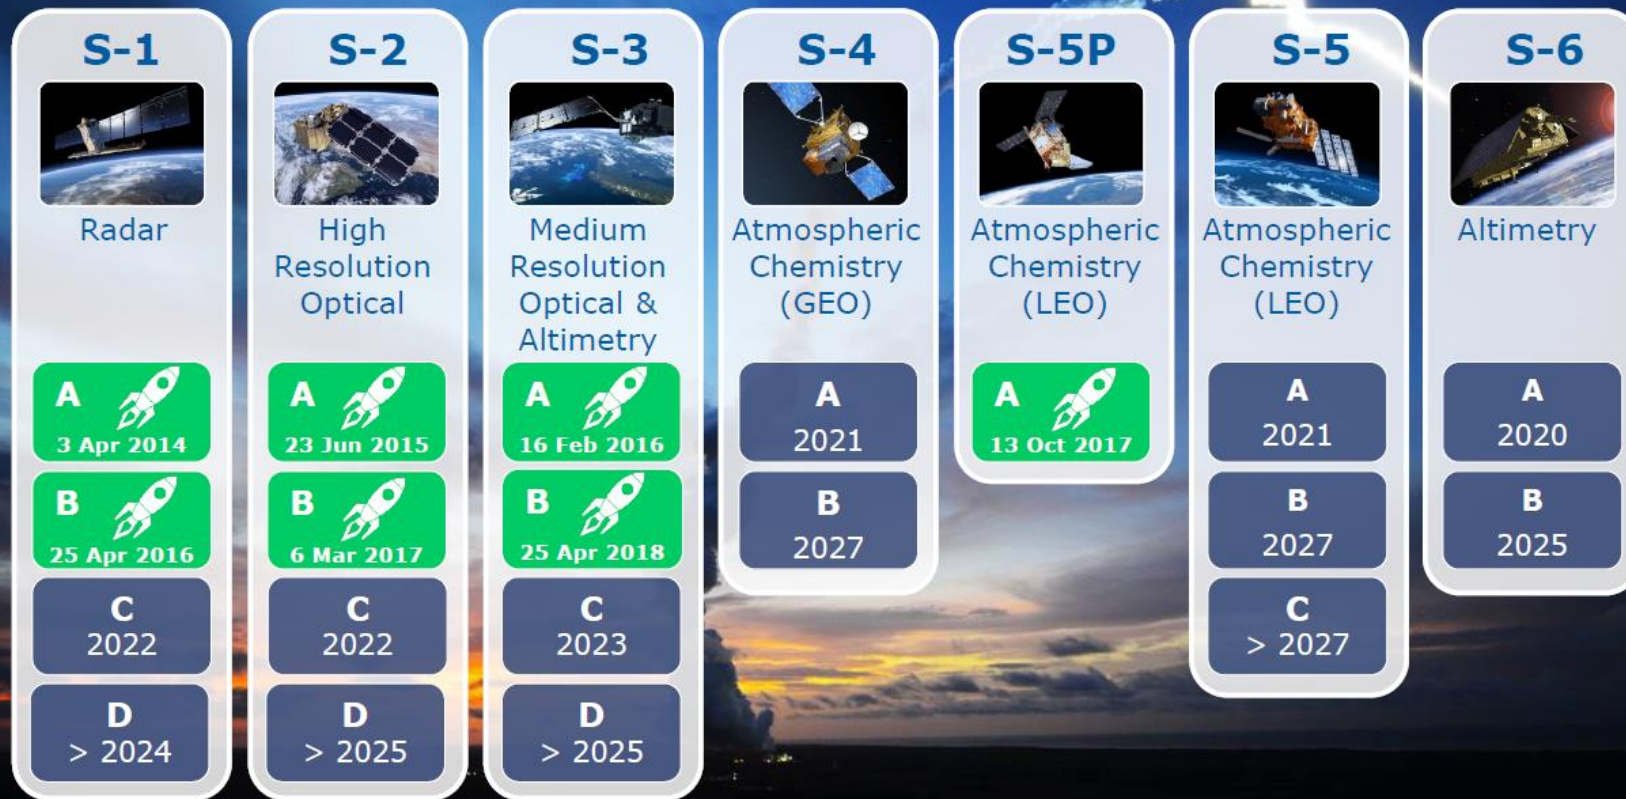 S-1
Radar
A
3 Apr 2014
B
25 Apr 2016
C
2022
D
> 2024
S-2
High
Resolution
Optical
A
23 Jun 2015
B
6 Mar 2017
C
2022
D
> 2025
S-3
Medium
Resolution
Optical &
Altimetry
A
16 Feb 2016
B
25 Apr 2018
C
2023
D
> 2025
S-4
Atmospheric
Chemistry
(GEO)
A
2021
B
2027
S-5P
Atmospheric
Chemistry
(LEO)
A
13 Oct 2017
S-5
Atmospheric
Chemistry
(LEO)
A
2021
B
2027
C
> 2027
S-6
Altimetry
A
2020
B
2025